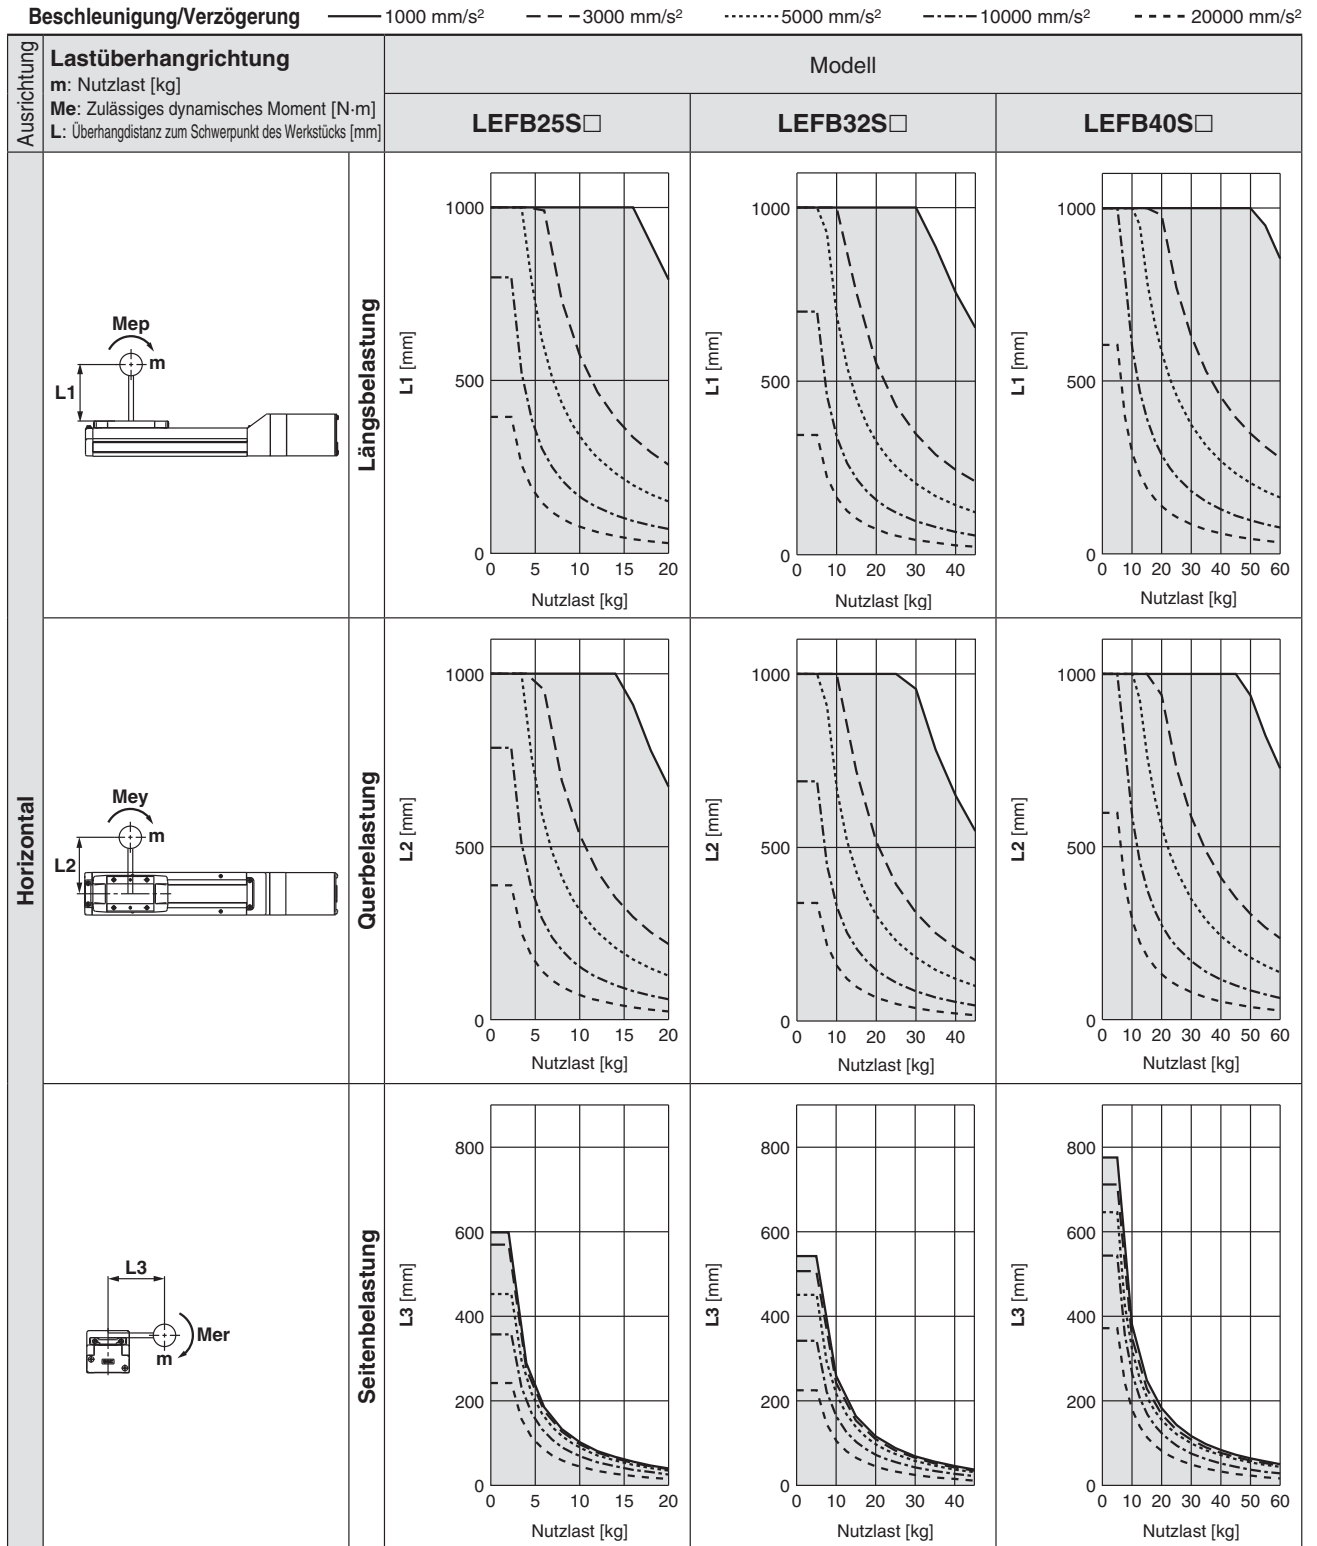 Beschleunigung/Verzögerung 1000 mm/s² 3000 mm/s² 5000 mm/s² 10000 mm/s² 20000 mm/s²
Ausrichtung
Lastüberhangrichtung
m: Nutzlast [kg]
Me: Zulässiges dynamisches Moment [N·m]
L: Überhangdistanz zum Schwerpunkt des Werkstücks [mm]
Modell
LEFB25S□ LEFB32S□ LEFB40S□
Horizontal
Mep
m
L1
Längsbelastung
L1 [mm]
1000
500
0
0 5 10 15 20
Nutzlast [kg]
L1 [mm]
1000
500
0
0 10 20 30 40
Nutzlast [kg]
L1 [mm]
1000
500
0
0 10 20 30 40 50 60
Nutzlast [kg]
Mey
m
L2
Querbelastung
L2 [mm]
1000
500
0
0 5 10 15 20
Nutzlast [kg]
L2 [mm]
1000
500
0
0 10 20 30 40
Nutzlast [kg]
L2 [mm]
1000
500
0
0 10 20 30 40 50 60
Nutzlast [kg]
L3
Mer
m
Seitenbelastung
L3 [mm]
800
600
400
200
0
0 5 10 15 20
Nutzlast [kg]
L3 [mm]
800
600
400
200
0
0 10 20 30 40
Nutzlast [kg]
L3 [mm]
800
600
400
200
0
0 10 20 30 40 50 60
Nutzlast [kg]